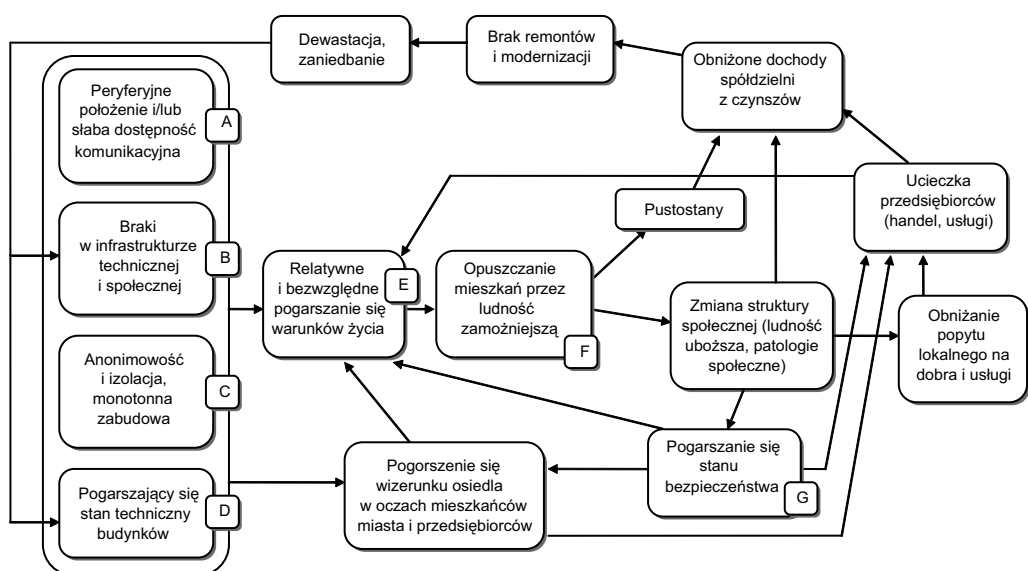 Dewastacja,
zaniedbanie
Brak remontów
i modernizacji
Obniżone dochody
spółdzielni
z czynszów
Peryferyjne
położenie i/lub
słaba dostępność
komunikacyjna
A
Ucieczka
przedsiębiorców
(handel, usługi)
Pustostany
Braki
w infrastrukturze
technicznej
i społecznej
B
Relatywne
i bezwzględne
pogarszanie się
warunków życia
E
Opuszczanie
mieszkań przez
ludność
zamożniejszą
F
Zmiana struktury
społecznej (ludność
uboższa, patologie
społeczne)
Obniżanie
popytu
lokalnego na
dobra i usługi
Anonimowość
i izolacja,
monotonna
zabudowa
C
Pogarszanie się
stanu
bezpieczeństwa
G
Pogorszenie się
wizerunku osiedla
w oczach mieszkańców
miasta i przedsiębiorców
Pogarszający się
stan techniczny
budynków
D